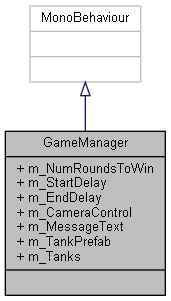 MonoBehaviour
GameManager
+ m_NumRoundsToWin
+ m_StartDelay
+ m_EndDelay
+ m_CameraControl
+ m_MessageText
+ m_TankPrefab
+ m_Tanks